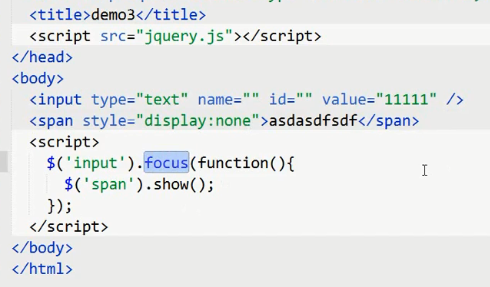 <title>demo3</title>
<script src="jquery.js"></script>
</head>
<body>
<input type="text" name="" id="" value="11111" />
<span style="display:none">asdasdfsdf</span>
<script>
$('input').focus(function(){
$('span').show();
});
</script>
</body>
</html>